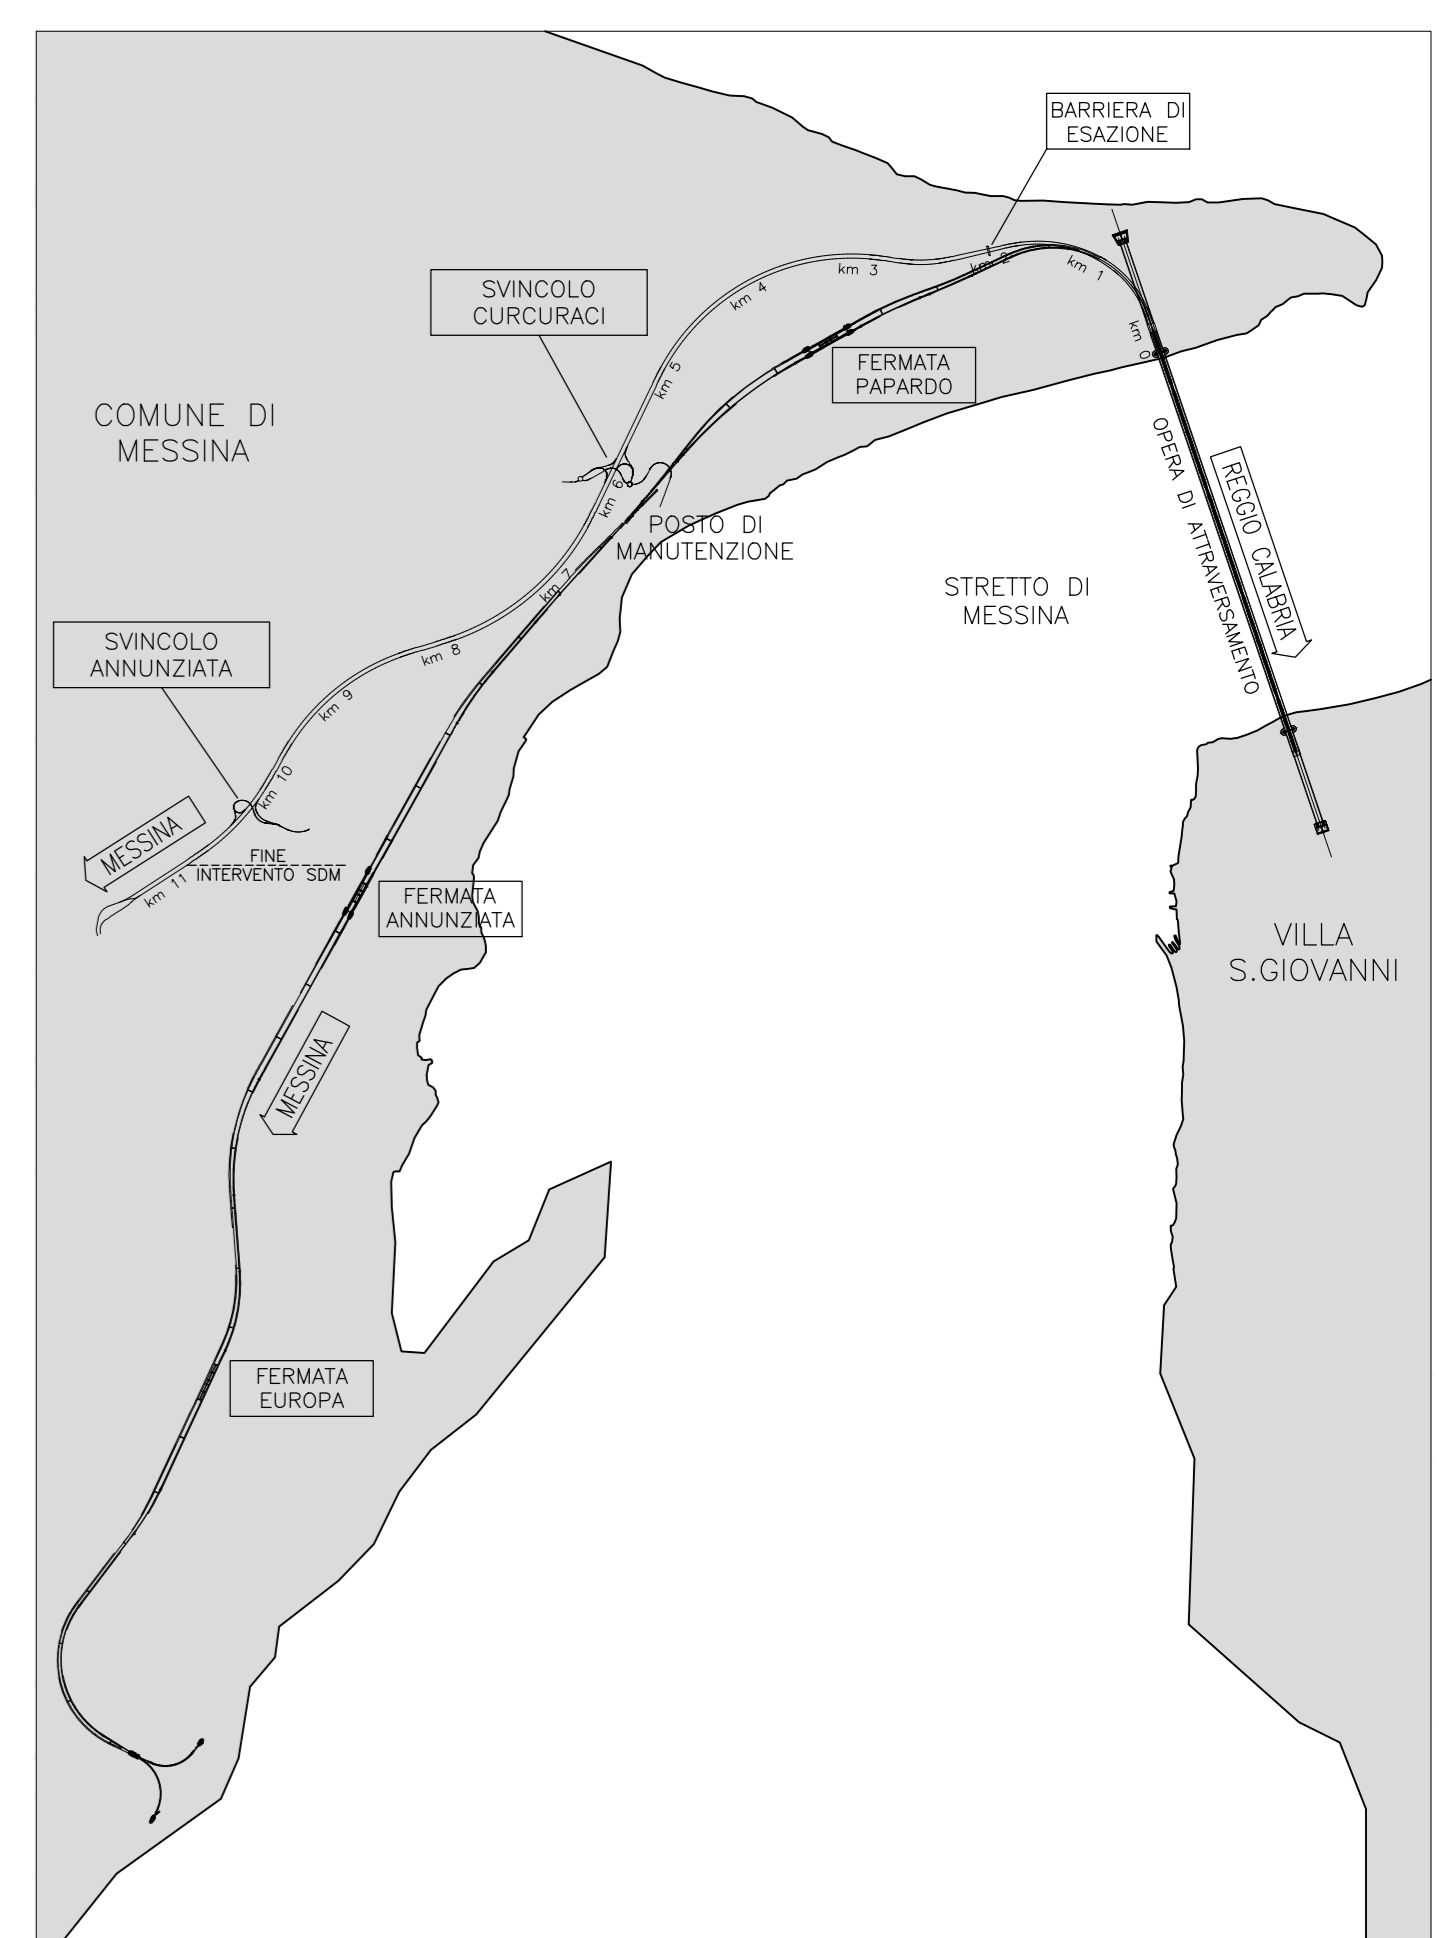 BARRIERA DI
ESAZIONE
km 0
km 1
km 2
km 3
km 4
km 5
km 6
km 7
km 8
km 9
km 10
km 11
SVINCOLO
CURCURACI
FERMATA
PAPARDO
COMUNE DI
MESSINA
OPERA DI ATTRAVERSAMENTO
REGGIO CALABRIA
POSTO DI
MANUTENZIONE
STRETTO DI
MESSINA
SVINCOLO
ANNUNZIATA
MESSINA
FINE
INTERVENTO SDM
FERMATA
ANNUNZIATA
VILLA
S.GIOVANNI
MESSINA
FERMATA
EUROPA